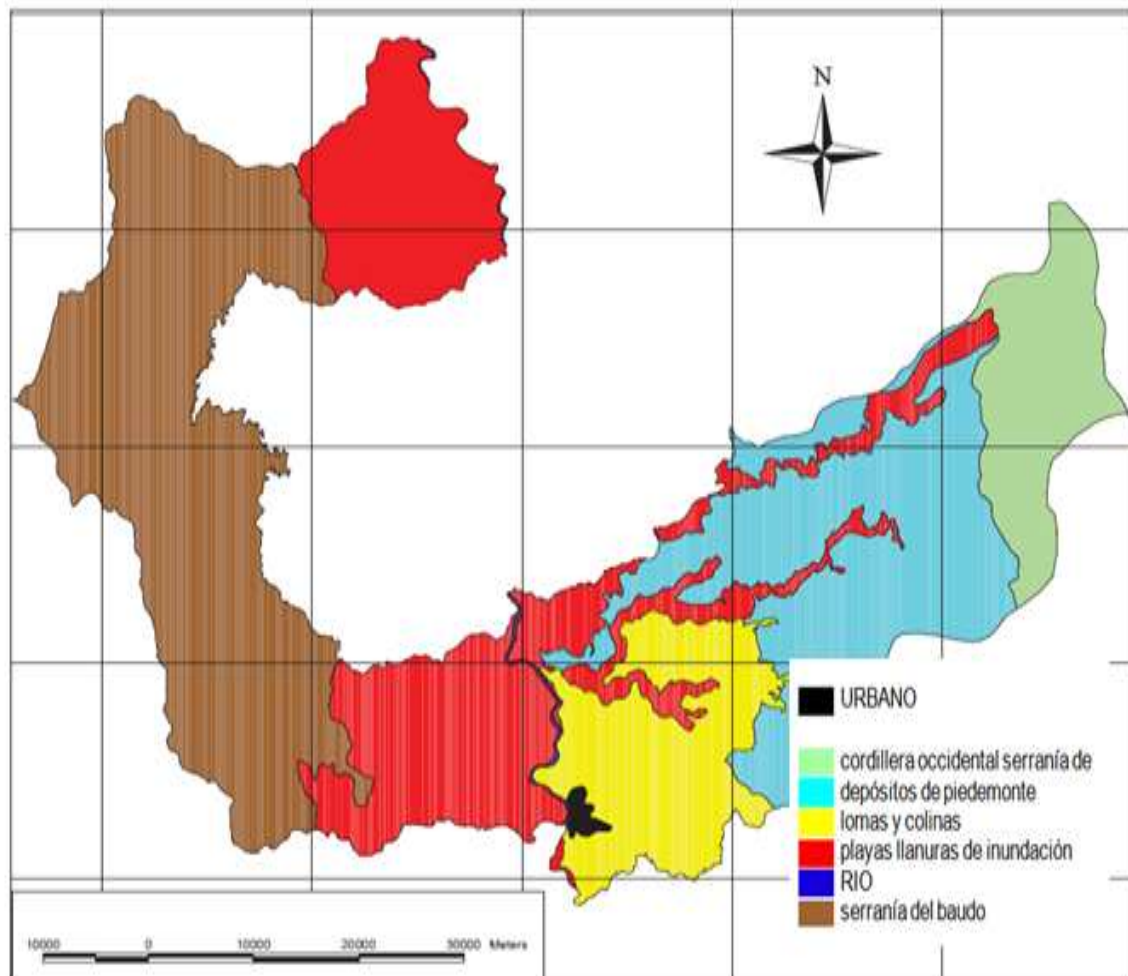 N
URBANO
cordillera occidental serranía de
depósitos de piedemonte
lomas y colinas
playas llanuras de inundación
RIO
serranía del baudo
10000 0 10000 20000 30000 Meters